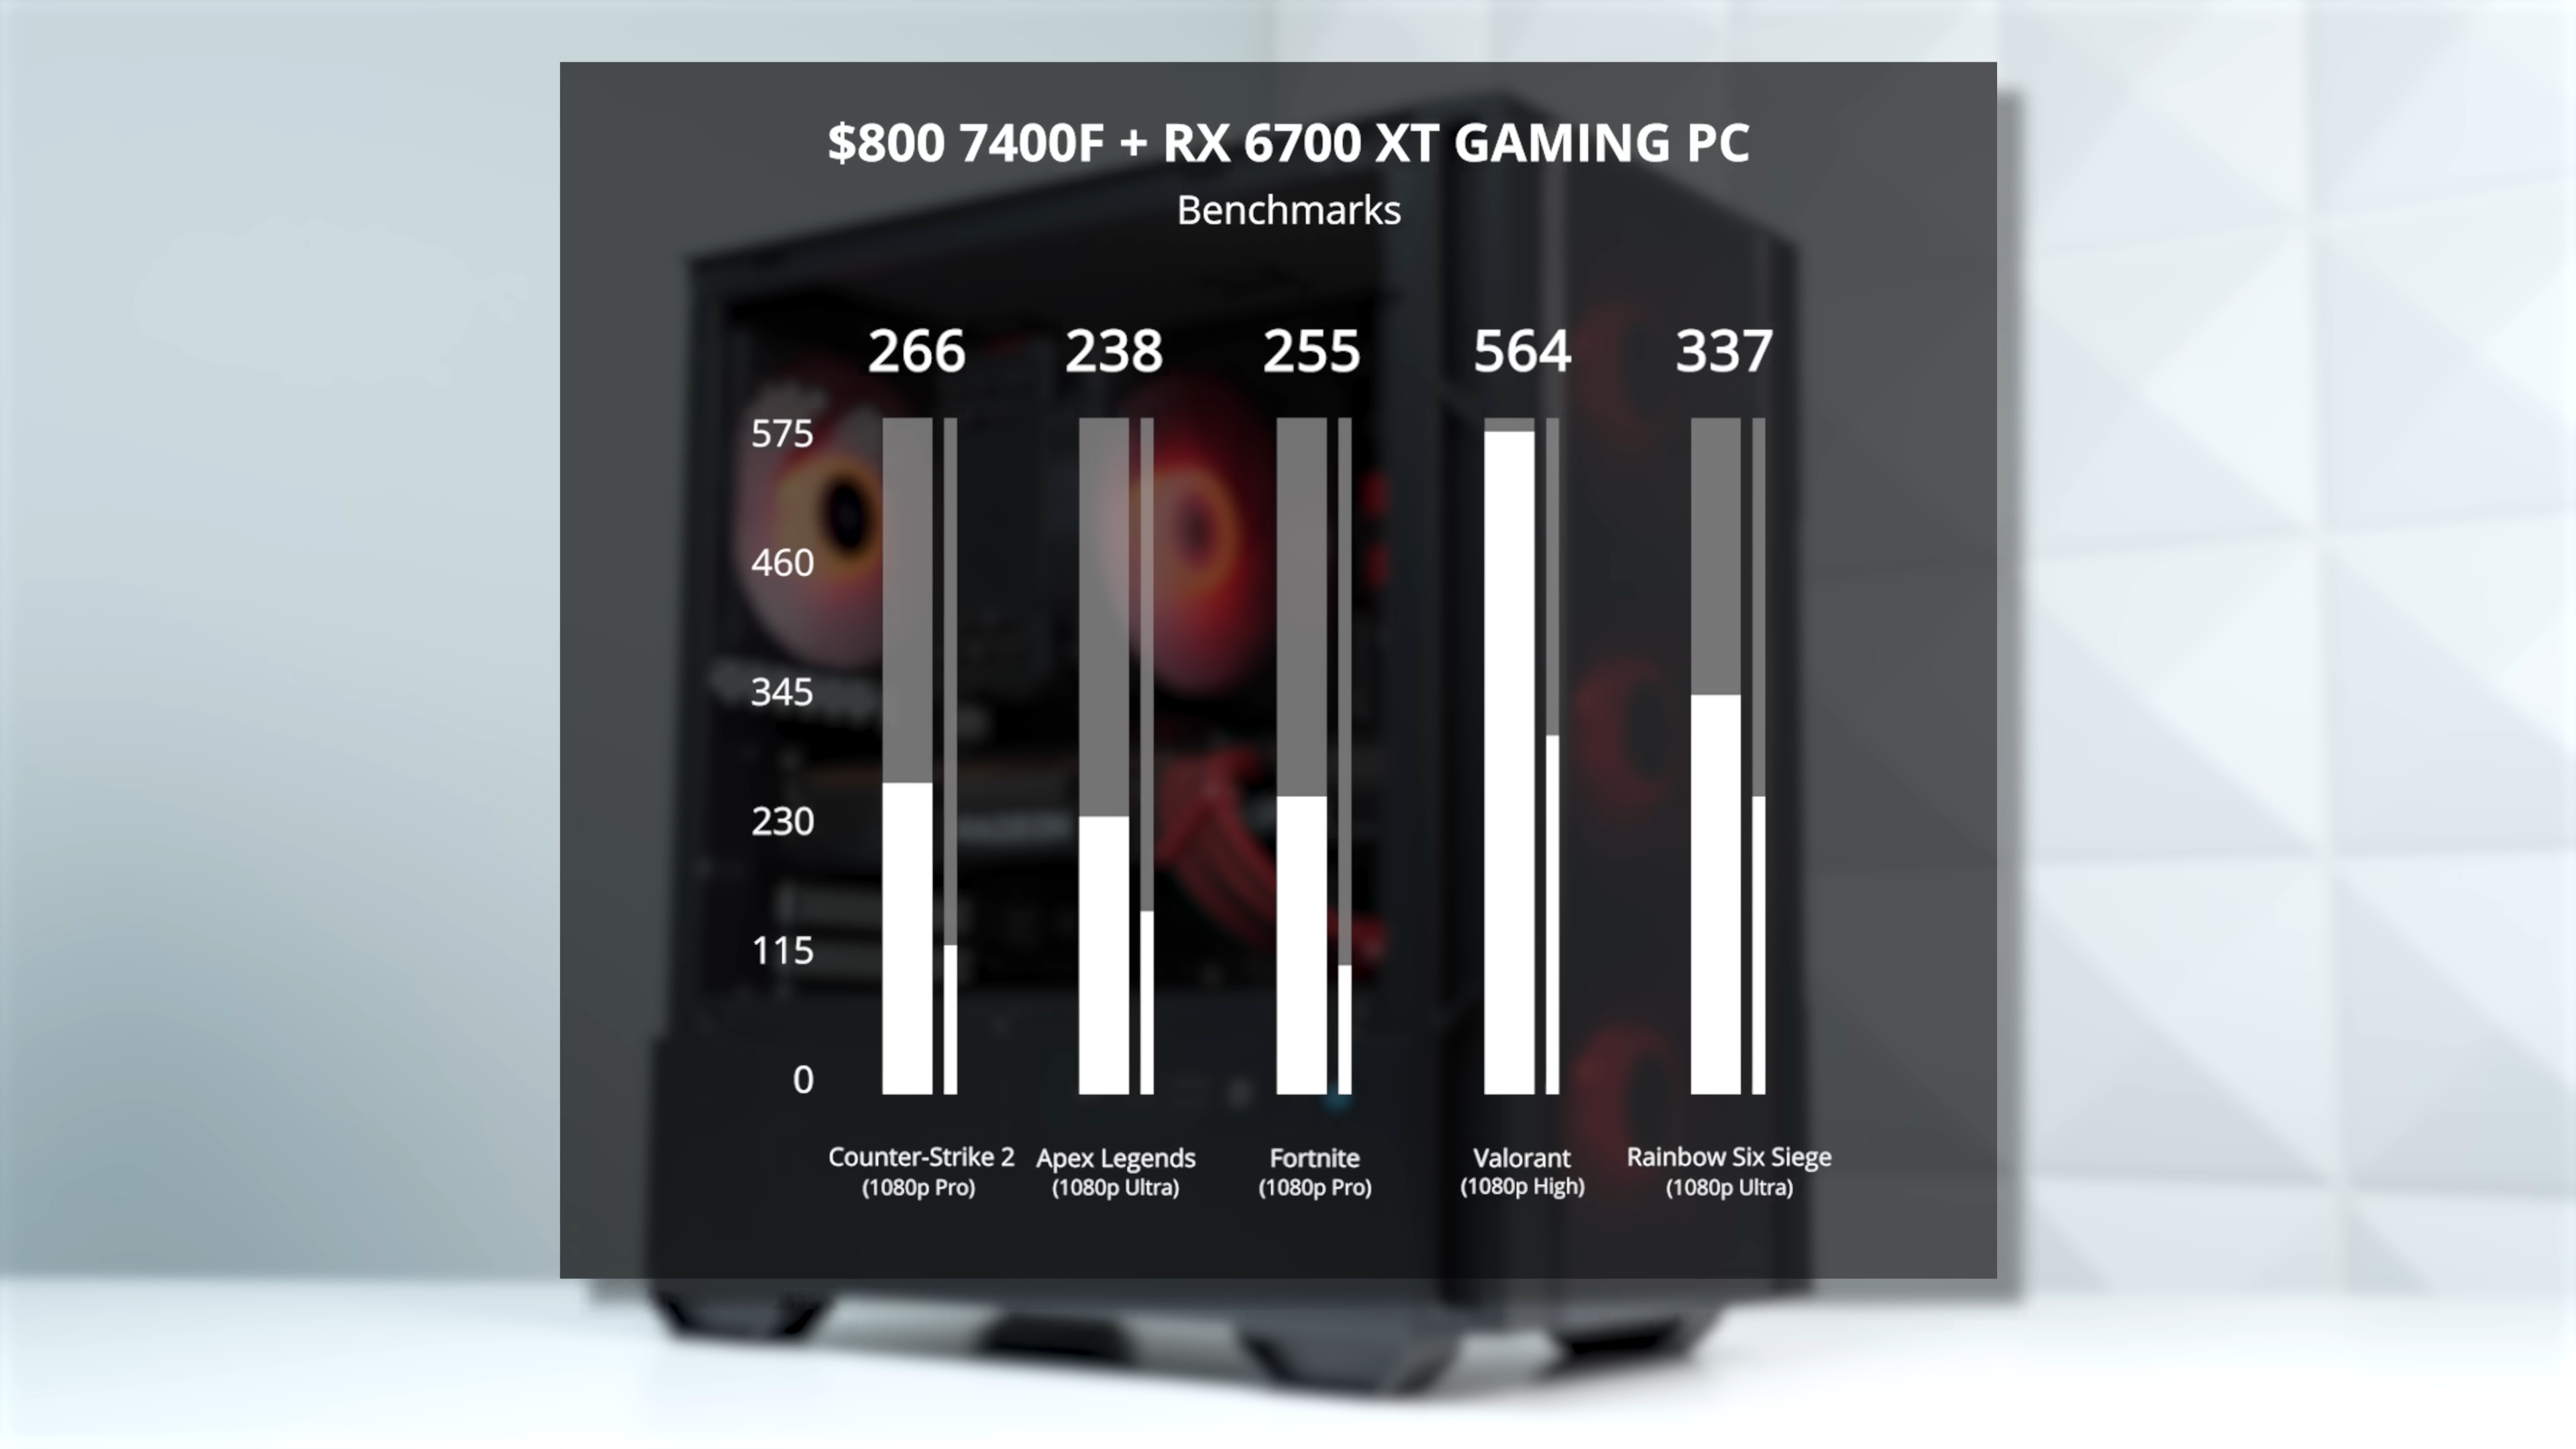 $800 7400F + RX 6700 XT GAMING PC
Benchmarks
266 238 255 564 337
575
460
345
230
115
0
Counter-Strike 2 Apex Legends Fortnite Valorant Rainbow Six Siege
(1080p Pro) (1080p Ultra) (1080p Pro) (1080p High) (1080p Ultra)